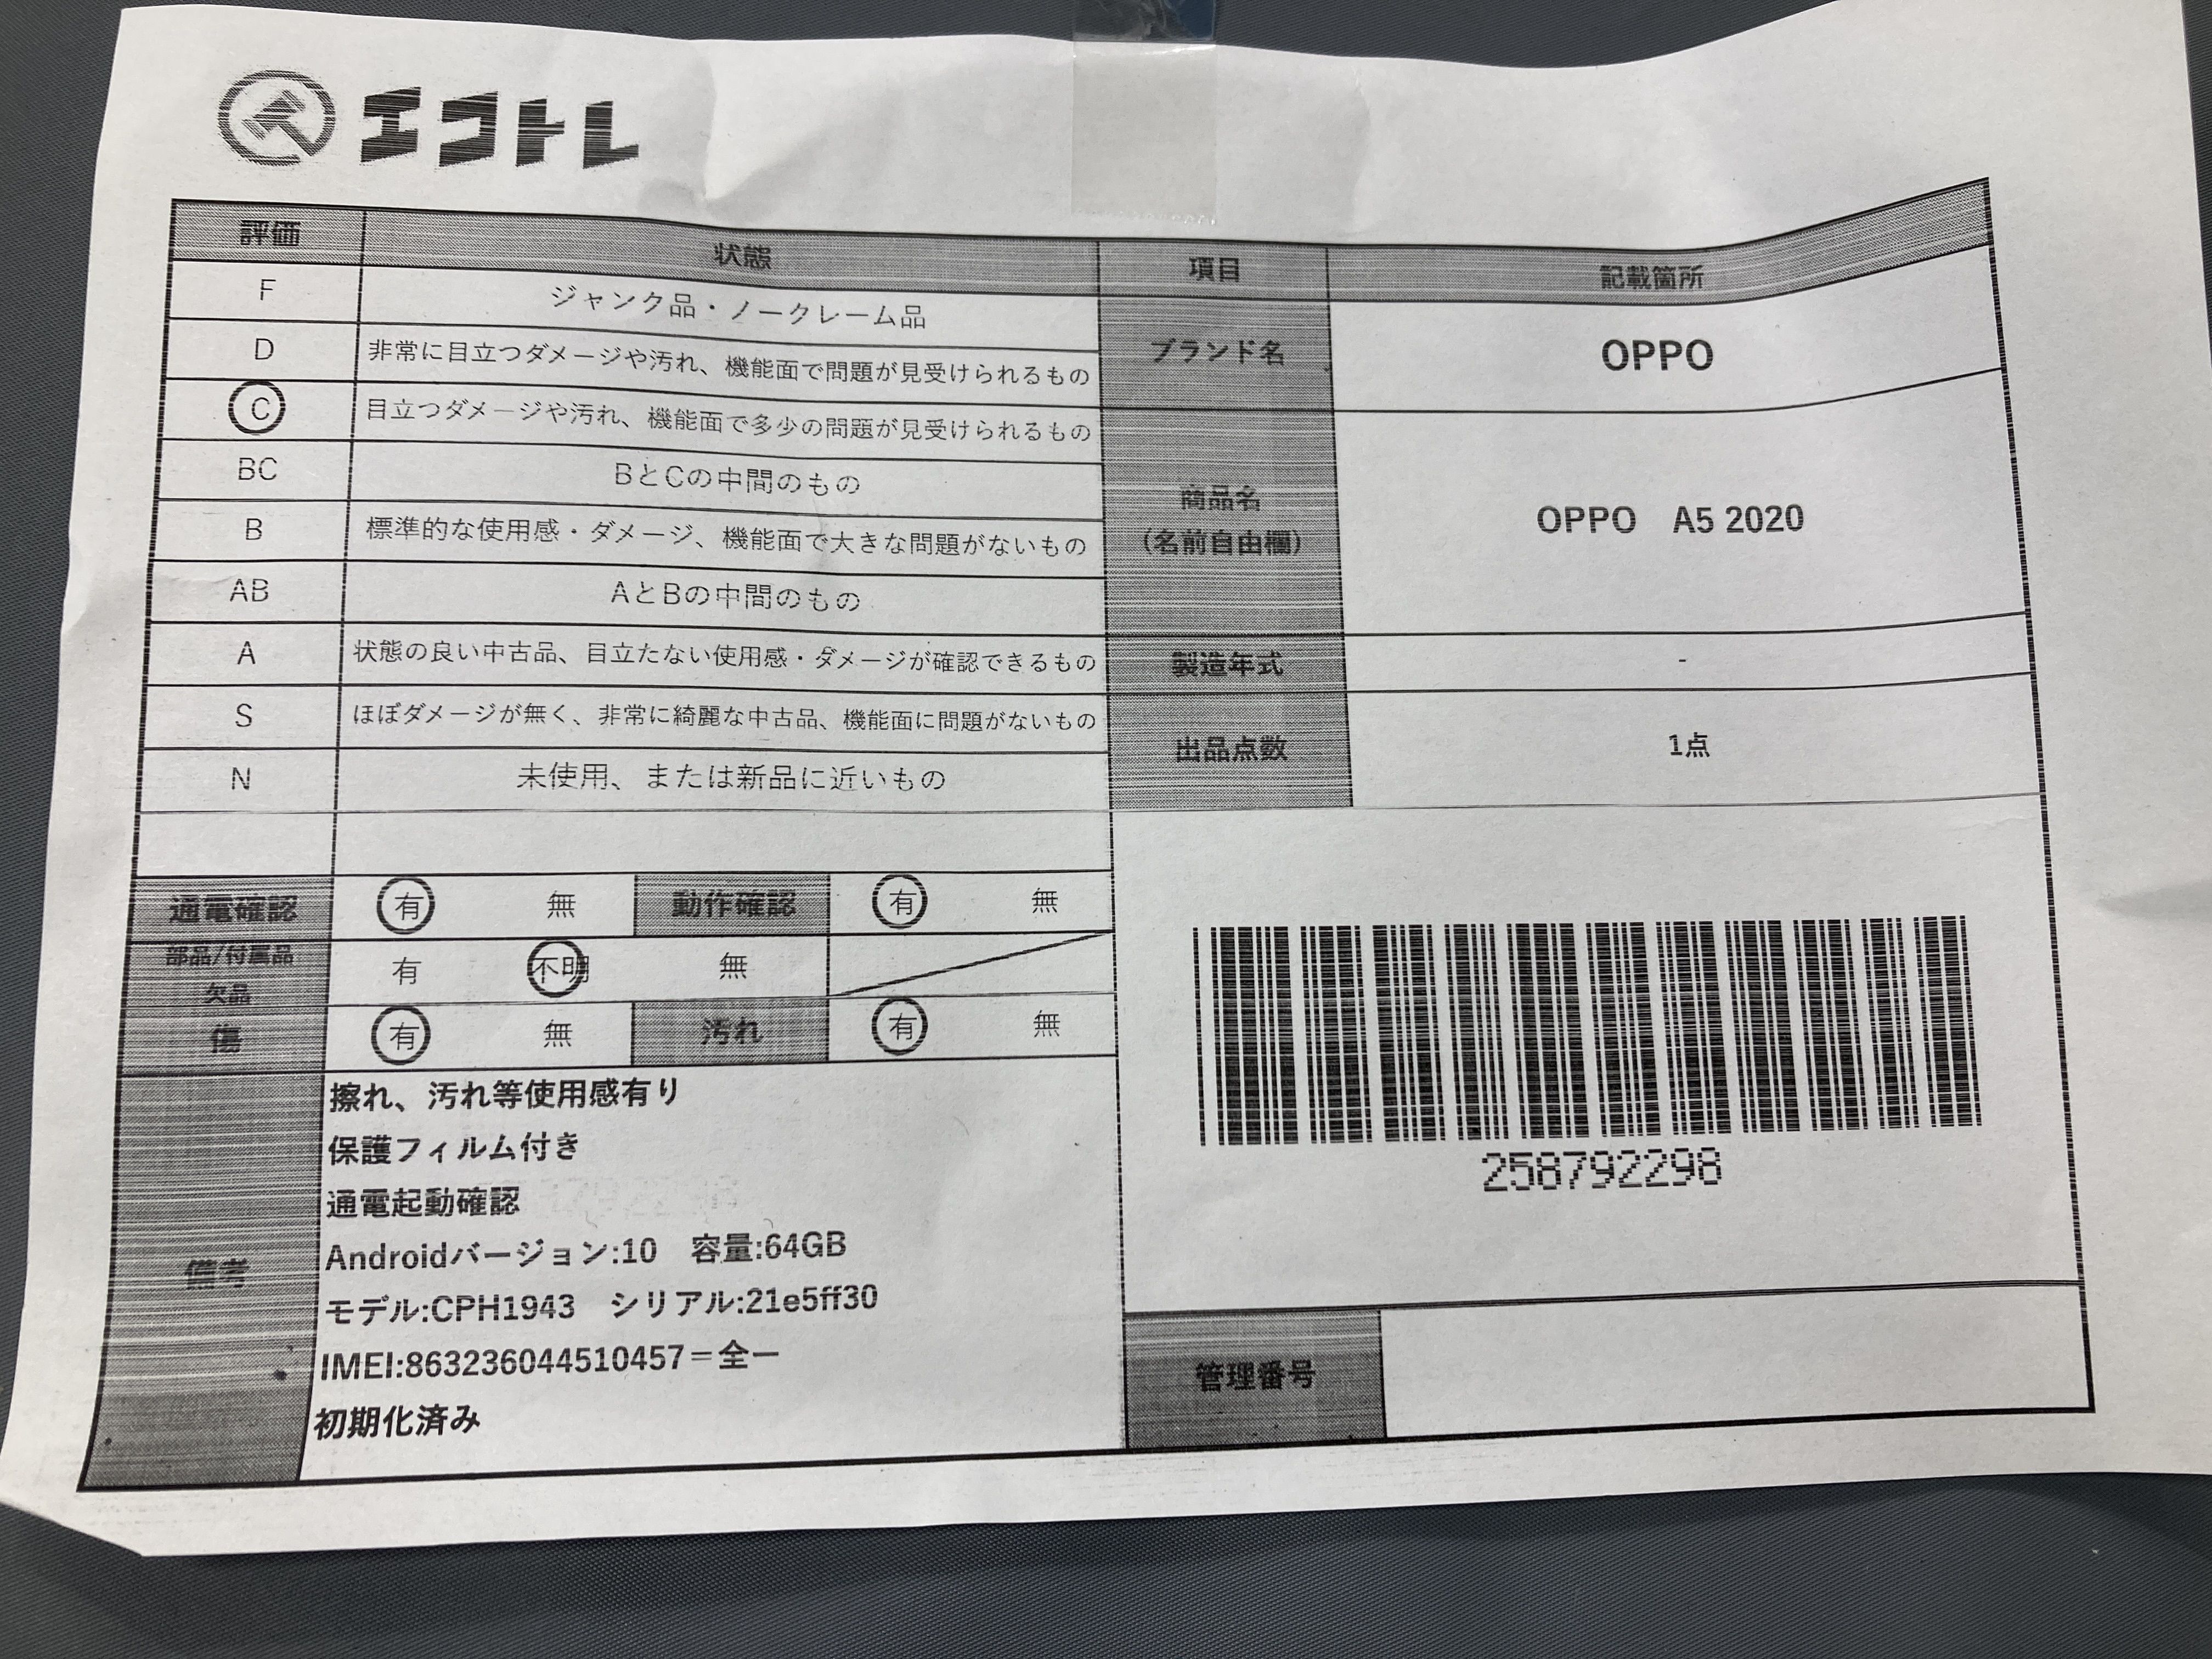 エコトレ
評価 状態 項目 記載箇所
F ジャンク品・ノークレーム品
D 非常に目立つダメージや汚れ、機能面で問題が見受けられるもの
C 目立つダメージや汚れ、機能面で多少の問題が見受けられるもの
BC BとCの中間のもの
B 標準的な使用感・ダメージ、機能面で大きな問題がないもの
AB AとBの中間のもの
A 状態の良い中古品、目立たない使用感・ダメージが確認できるもの
S ほぼダメージが無く、非常に綺麗な中古品、機能面に問題がないもの
N 未使用、または新品に近いもの
ブランド名 OPPO
商品名
(名前自由欄)
OPPO A5 2020
製造年式 -
出品点数 1点
通電確認 有 無 動作確認 有 無
部品/付属品
欠品
有 不明 無
傷 有 無 汚れ 有 無
備考
擦れ、汚れ等使用感有り
保護フィルム付き
通電起動確認
Androidバージョン:10 容量:64GB
モデル:CPH1943 シリアル:21e5ff30
IMEI:863236044510457=全一
初期化済み
258792298
管理番号